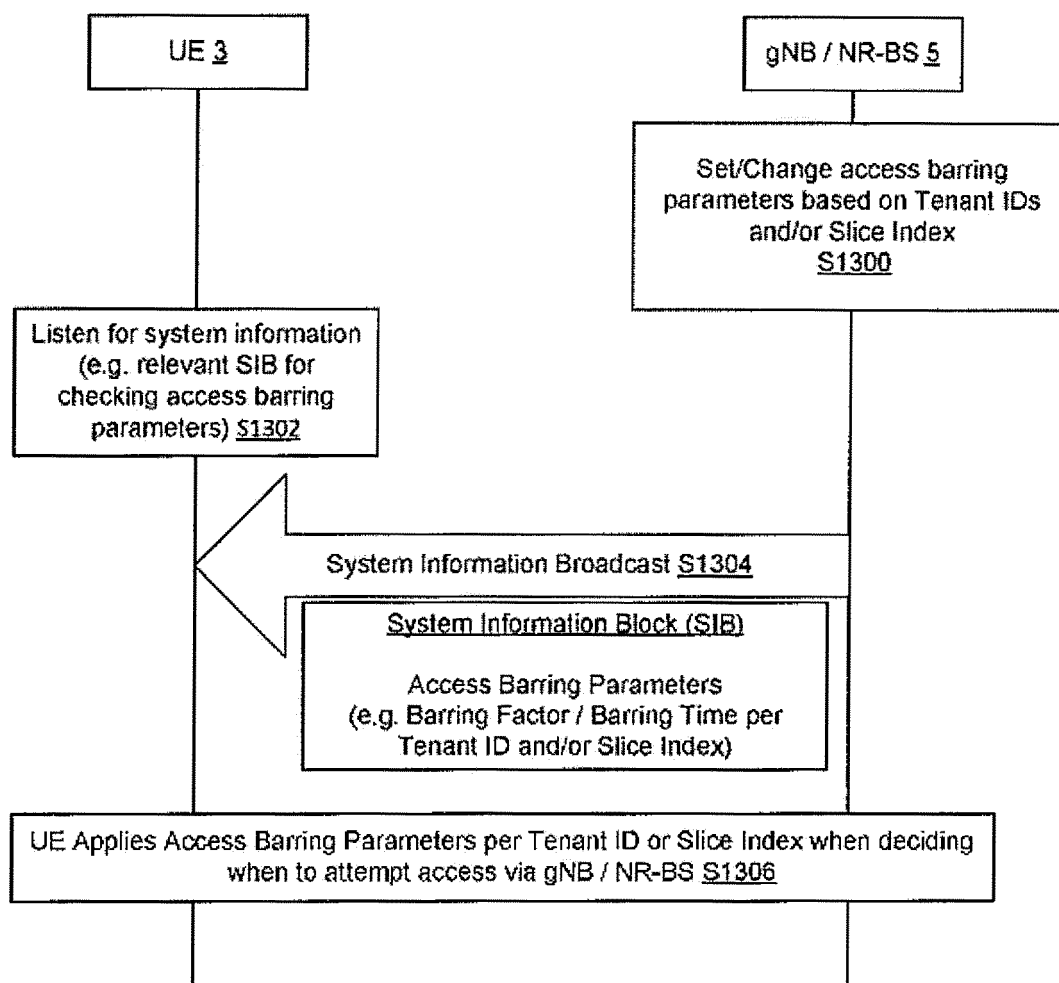 UE 3
gNB / NR-BS 5
Set/Change access barring
parameters based on Tenant IDs
and/or Slice Index
S1300
Listen for system information
(e.g. relevant SIB for
checking access barring
parameters) S1302
System Information Broadcast S1304
System Information Block (SIB)
Access Barring Parameters
(e.g. Barring Factor / Barring Time per
Tenant ID and/or Slice Index)
UE Applies Access Barring Parameters per Tenant ID or Slice Index when deciding
when to attempt access via gNB / NR-BS S1306